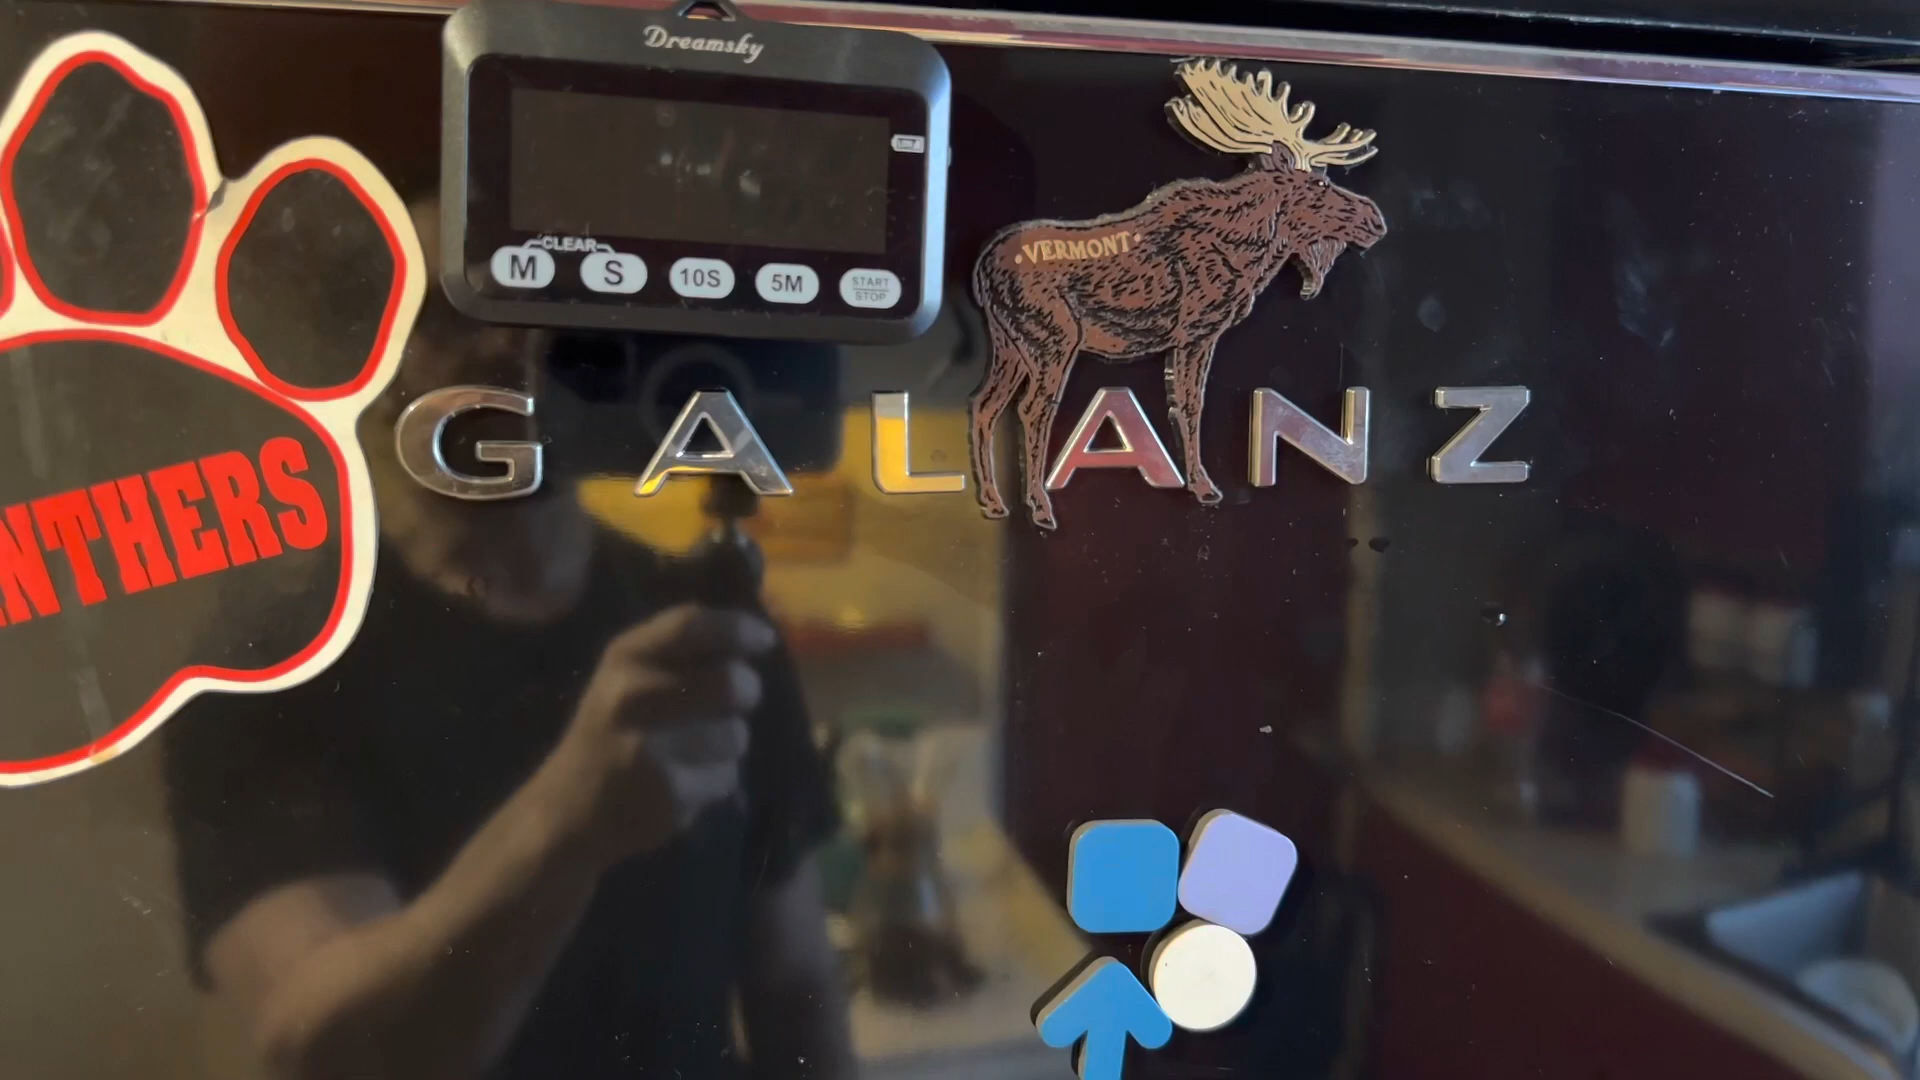 Dreamsky
CLEAR
M S 10S 5M START STOP
·VERMONT·
GALANZ
NTHERS